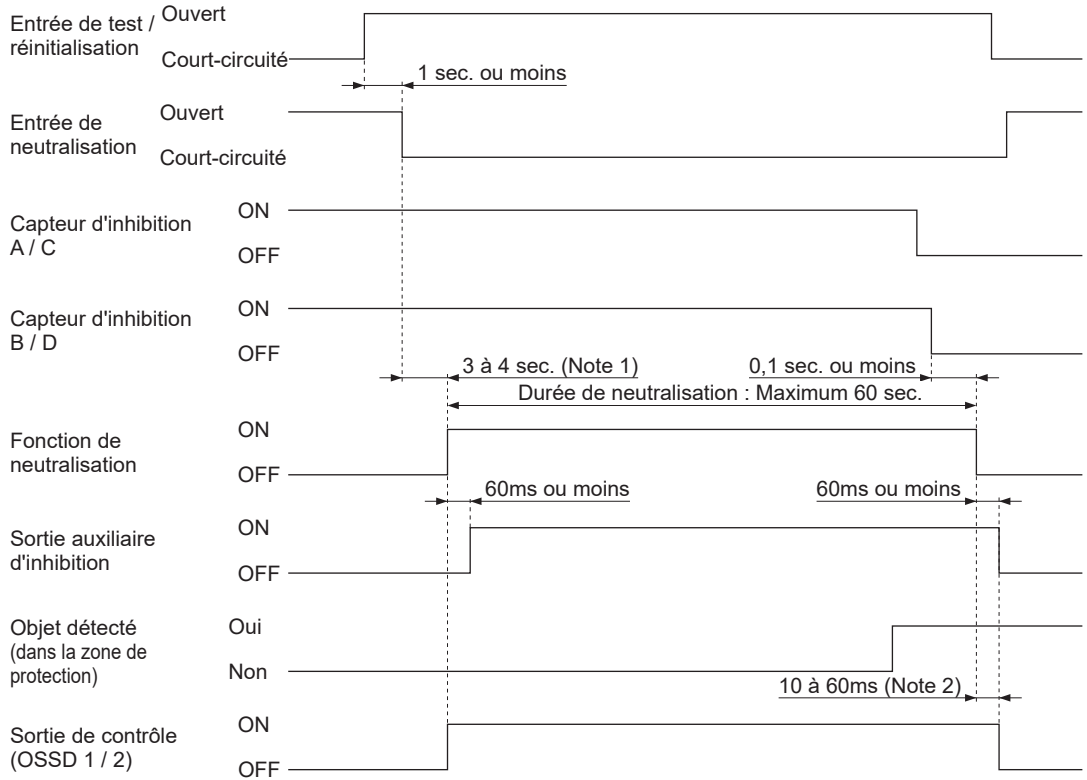 Entrée de test /
réinitialisation
Ouvert
Court-circuité
1 sec. ou moins
Entrée de
neutralisation
Ouvert
Court-circuité
Capteur d'inhibition
A / C
ON
OFF
Capteur d'inhibition
B / D
ON
OFF
3 à 4 sec. (Note 1)
0,1 sec. ou moins
Durée de neutralisation : Maximum 60 sec.
Fonction de
neutralisation
ON
OFF
60ms ou moins
60ms ou moins
Sortie auxiliaire
d'inhibition
ON
OFF
Objet détecté
(dans la zone de
protection)
Oui
Non
10 à 60ms (Note 2)
Sortie de contrôle
(OSSD 1 / 2)
ON
OFF